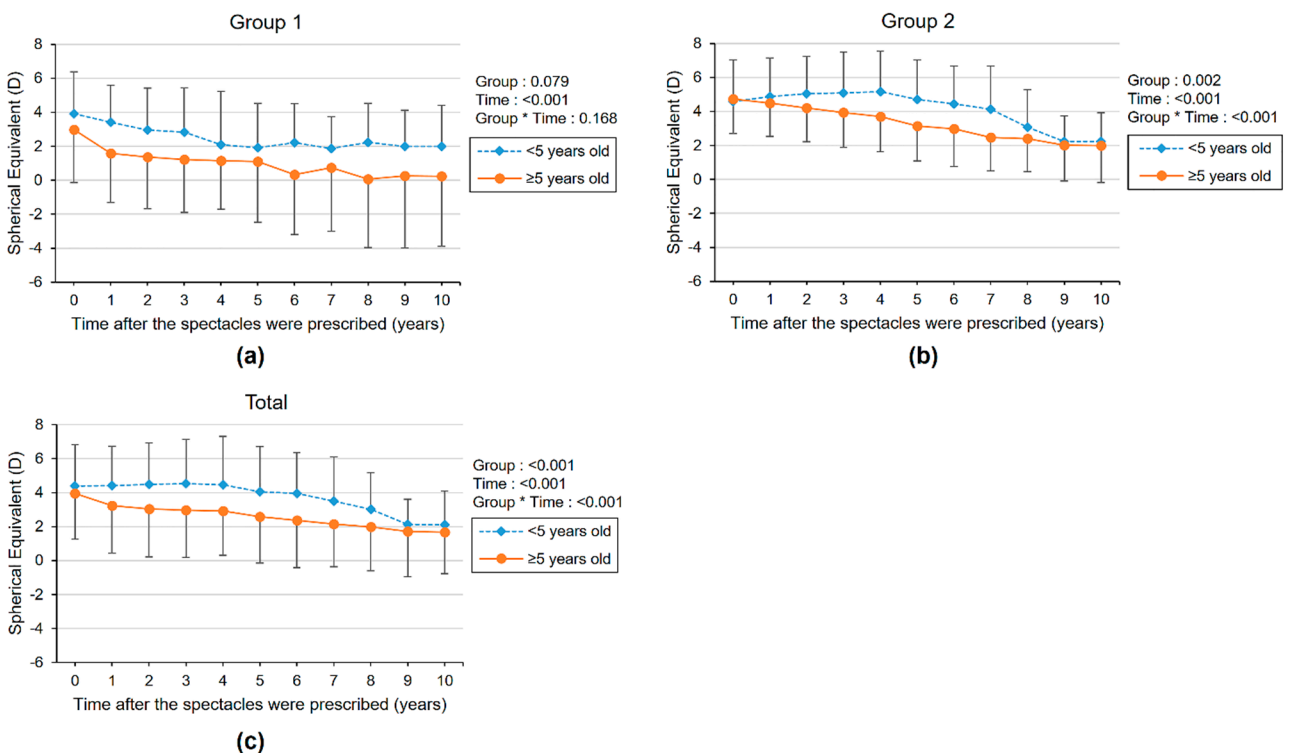 Group 1
Spherical Equivalent (D)
8
6
4
2
0
-2
-4
-6
0 1 2 3 4 5 6 7 8 9 10
Time after the spectacles were prescribed (years)
Group : 0.079
Time : <0.001
Group * Time : 0.168
<5 years old
≥5 years old
(a)
Group 2
Spherical Equivalent (D)
8
6
4
2
0
-2
-4
-6
0 1 2 3 4 5 6 7 8 9 10
Time after the spectacles were prescribed (years)
Group : 0.002
Time : <0.001
Group * Time : <0.001
<5 years old
≥5 years old
(b)
Total
Spherical Equivalent (D)
8
6
4
2
0
-2
-4
-6
0 1 2 3 4 5 6 7 8 9 10
Time after the spectacles were prescribed (years)
Group : <0.001
Time : <0.001
Group * Time : <0.001
<5 years old
≥5 years old
(c)